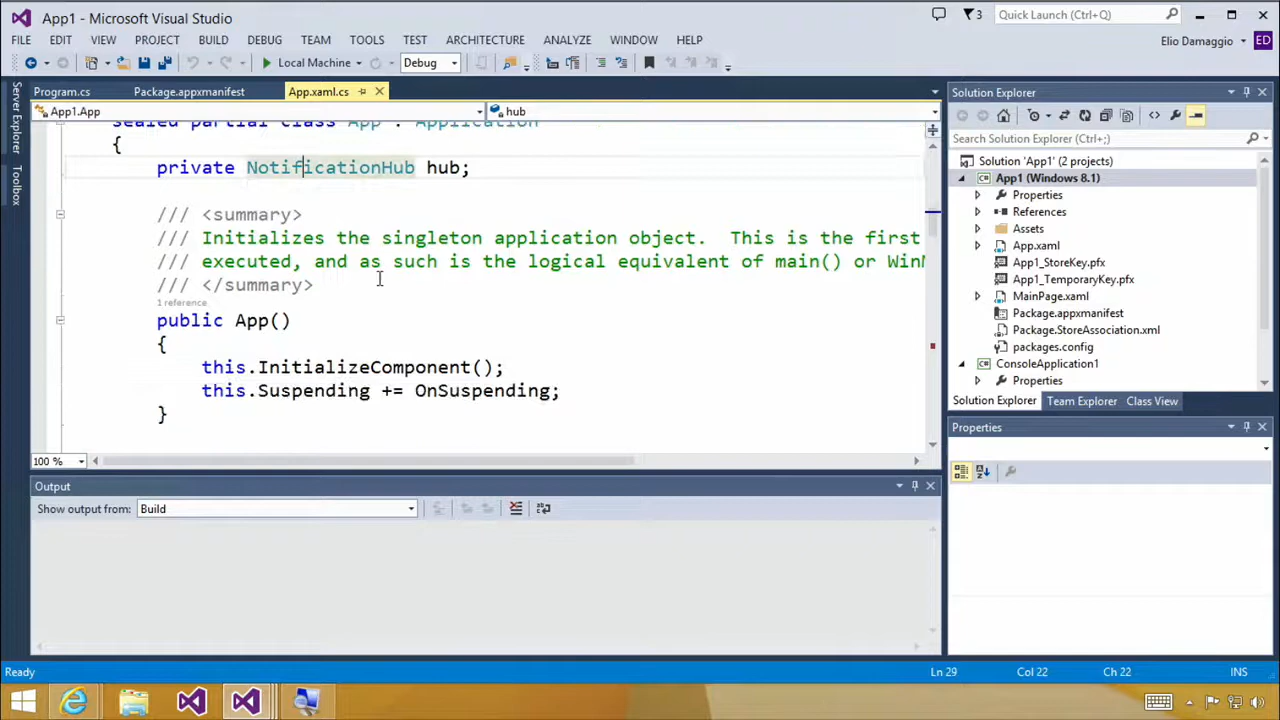 App1 - Microsoft Visual Studio
3
Quick Launch (Ctrl+Q)
FILE EDIT VIEW PROJECT BUILD DEBUG TEAM TOOLS TEST ARCHITECTURE ANALYZE WINDOW HELP
Elio Damaggio
ED
Local Machine
Debug
Server Explorer
Toolbox
Program.cs
Package.appxmanifest
App.xaml.cs
App1.App
hub
sealed partial class App : Application
{
private NotificationHub hub;
/// <summary>
/// Initializes the singleton application object.  This is the first
/// executed, and as such is the logical equivalent of main() or WinM
/// </summary>
1 reference
public App()
{
this.InitializeComponent();
this.Suspending += OnSuspending;
}
100 %
Output
Show output from: Build
Solution Explorer
Search Solution Explorer (Ctrl+;)
Solution 'App1' (2 projects)
App1 (Windows 8.1)
Properties
References
Assets
App.xaml
App1_StoreKey.pfx
App1_TemporaryKey.pfx
MainPage.xaml
Package.appxmanifest
Package.StoreAssociation.xml
packages.config
ConsoleApplication1
Properties
Solution Explorer Team Explorer Class View
Properties
Ready
Ln 29
Col 22
Ch 22
INS